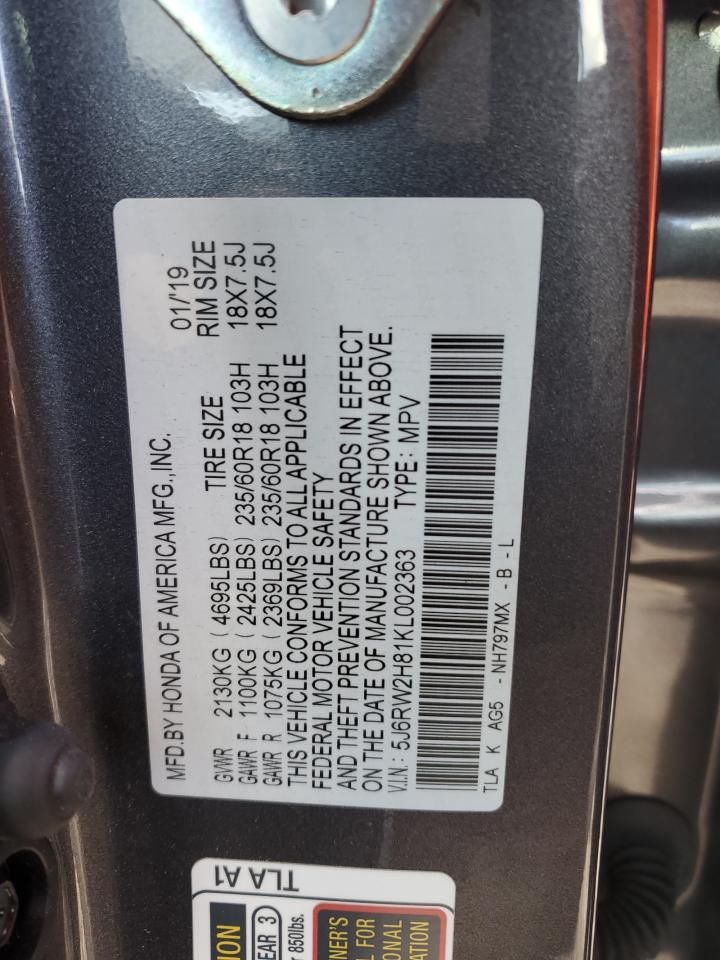 MFD.BY HONDA OF AMERICA MFG.,INC. 01/'19
TIRE SIZE RIM SIZE
GVWR 2130KG ( 4695LBS)
GAWR F 1100KG ( 2425LBS) 235/60R18 103H 18X7.5J
GAWR R 1075KG ( 2369LBS) 235/60R18 103H 18X7.5J
THIS VEHICLE CONFORMS TO ALL APPLICABLE
FEDERAL MOTOR VEHICLE SAFETY
AND THEFT PREVENTION STANDARDS IN EFFECT
ON THE DATE OF MANUFACTURE SHOWN ABOVE.
V.I.N.: 5J6RW2H81KL002363 TYPE: MPV
TLA K AG5 - NH797MX - B - L
TLA A1
EAR 3
850lbs.